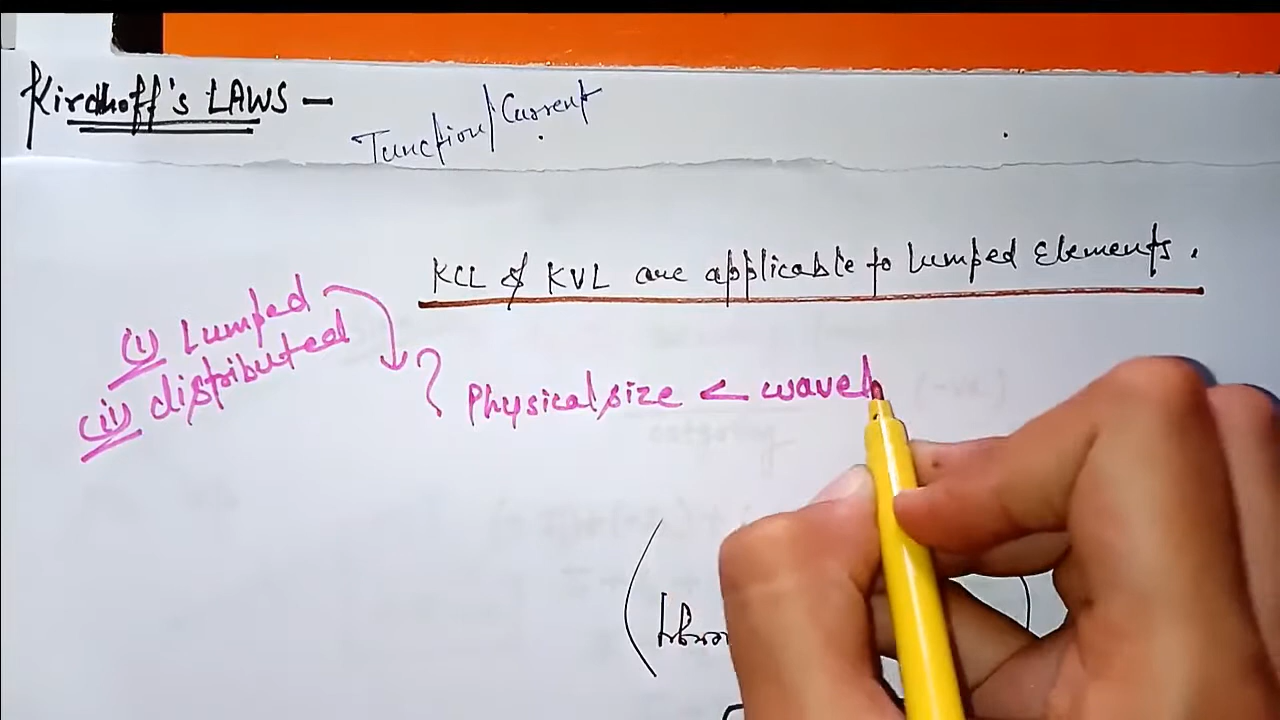 Kirchoff's LAWS –
Junction/Current
KCL & KVL are applicable to lumped Elements.
(i) Lumped
(ii) distributed
? Physical size < wavel